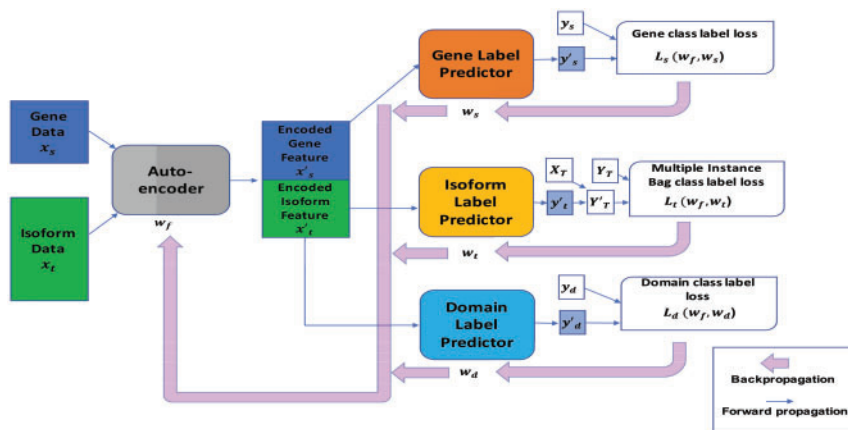 Gene
Data
x_s
Isoform
Data
x_t
Auto-
encoder
w_f
Encoded
Gene
Feature
x'_s
Encoded
Isoform
Feature
x'_t
Gene Label
Predictor
y_s
y'_s
Gene class label loss
L_s (w_f, w_s)
w_s
Isoform
Label
Predictor
X_T
Y_T
y'_t
Y'_T
Multiple Instance
Bag class label loss
L_t (w_f, w_t)
w_t
Domain
Label
Predictor
y_d
y'_d
Domain class label
loss
L_d (w_f, w_d)
w_d
Backpropagation
Forward propagation